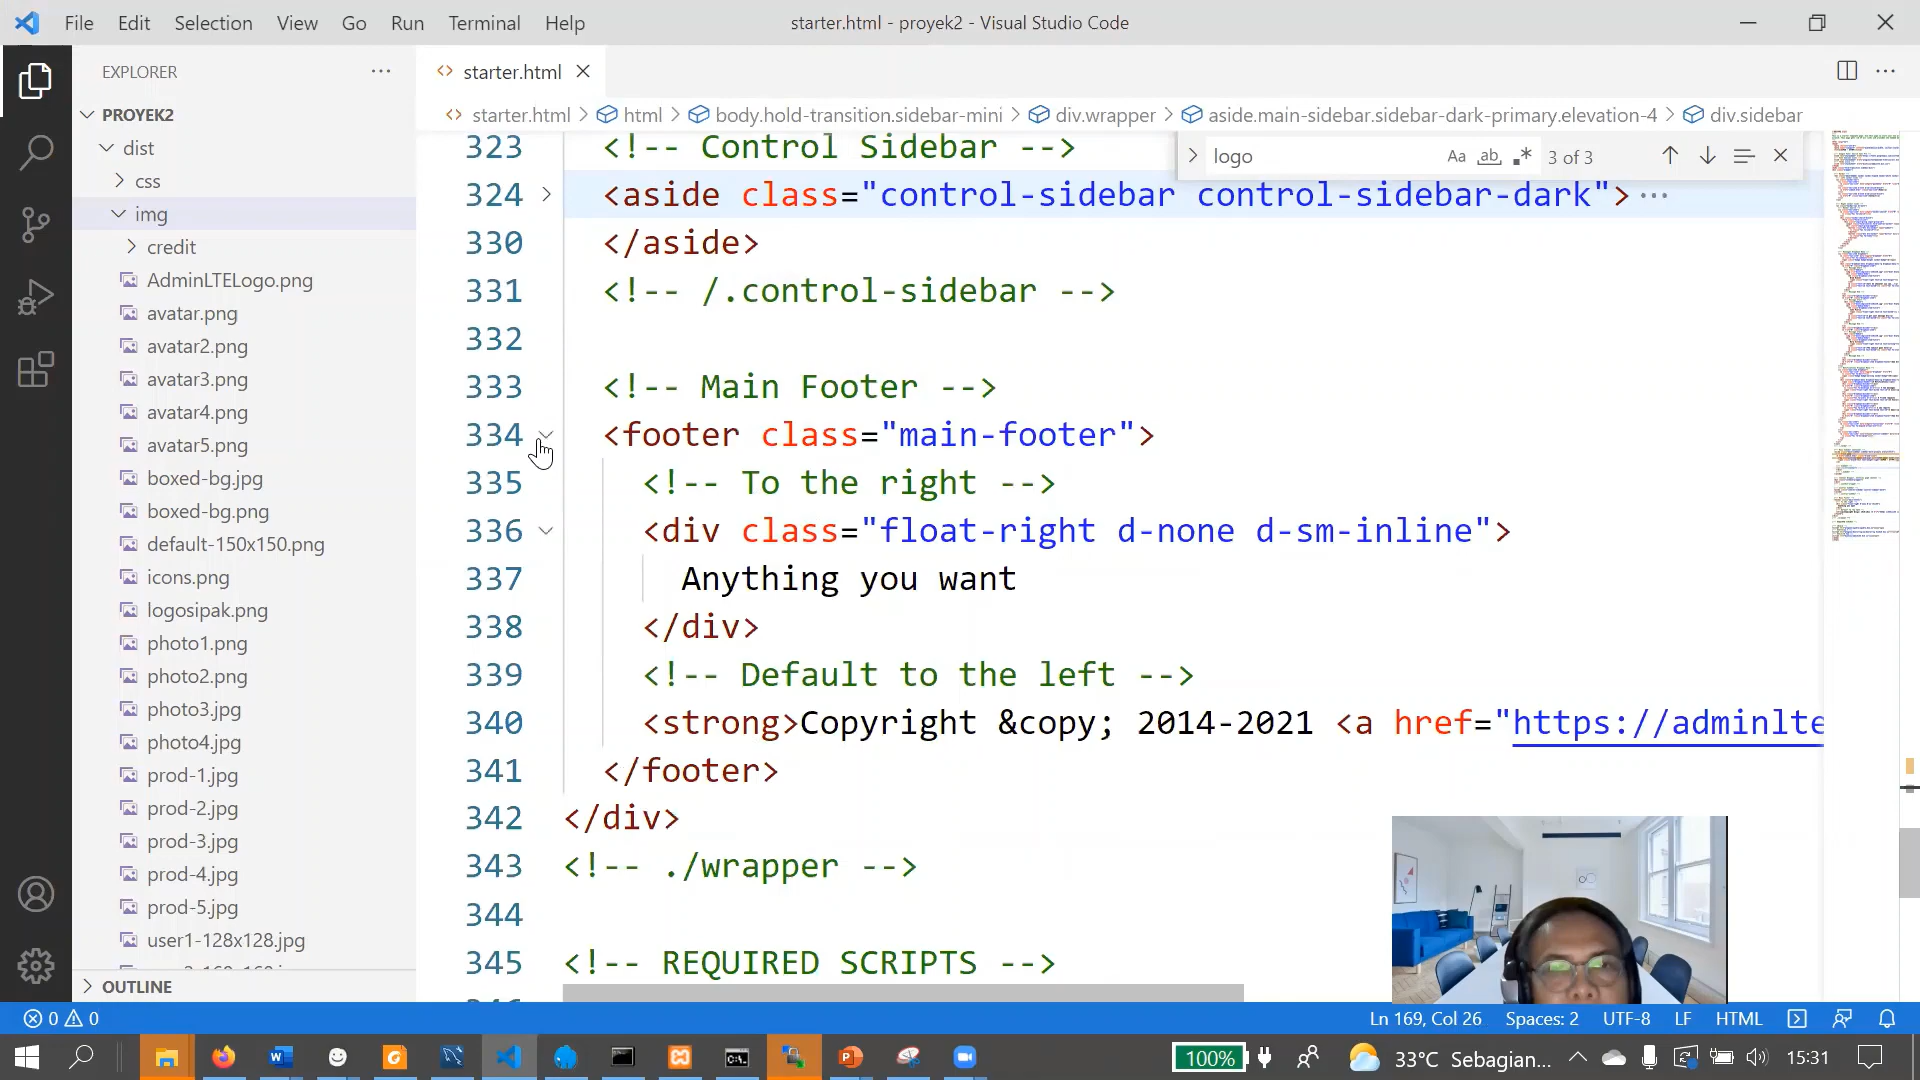 File Edit Selection View Go Run Terminal Help
starter.html - proyek2 - Visual Studio Code
EXPLORER
starter.html
starter.html > html > body.hold-transition.sidebar-mini > div.wrapper > aside.main-sidebar.sidebar-dark-primary.elevation-4 > div.sidebar
logo
Aa ab 3 of 3
PROYEK2
dist
css
img
credit
AdminLTELogo.png
avatar.png
avatar2.png
avatar3.png
avatar4.png
avatar5.png
boxed-bg.jpg
boxed-bg.png
default-150x150.png
icons.png
logosipak.png
photo1.png
photo2.png
photo3.jpg
photo4.jpg
prod-1.jpg
prod-2.jpg
prod-3.jpg
prod-4.jpg
prod-5.jpg
user1-128x128.jpg
OUTLINE
323 <!-- Control Sidebar -->
324 <aside class="control-sidebar control-sidebar-dark">
330 </aside>
331 <!-- /.control-sidebar -->
332
333 <!-- Main Footer -->
334 <footer class="main-footer">
335 <!-- To the right -->
336 <div class="float-right d-none d-sm-inline">
337 Anything you want
338 </div>
339 <!-- Default to the left -->
340 <strong>Copyright &copy; 2014-2021 <a href="https://adminlte
341 </footer>
342 </div>
343 <!-- ./wrapper -->
344
345 <!-- REQUIRED SCRIPTS -->
0 0
Ln 169, Col 26 Spaces: 2 UTF-8 LF HTML
100% 33°C Sebagian... 15:31